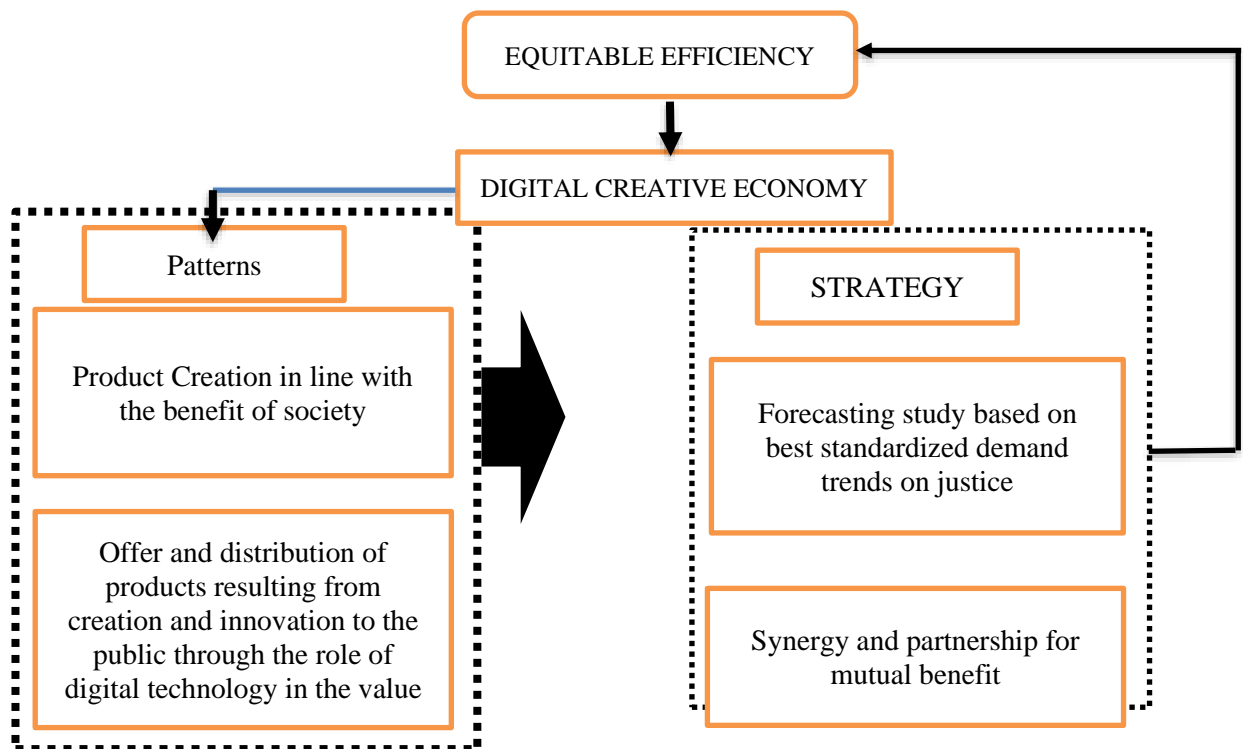 EQUITABLE EFFICIENCY
DIGITAL CREATIVE ECONOMY
Patterns
Product Creation in line with
the benefit of society
Offer and distribution of
products resulting from
creation and innovation to the
public through the role of
digital technology in the value
STRATEGY
Forecasting study based on
best standardized demand
trends on justice
Synergy and partnership for
mutual benefit